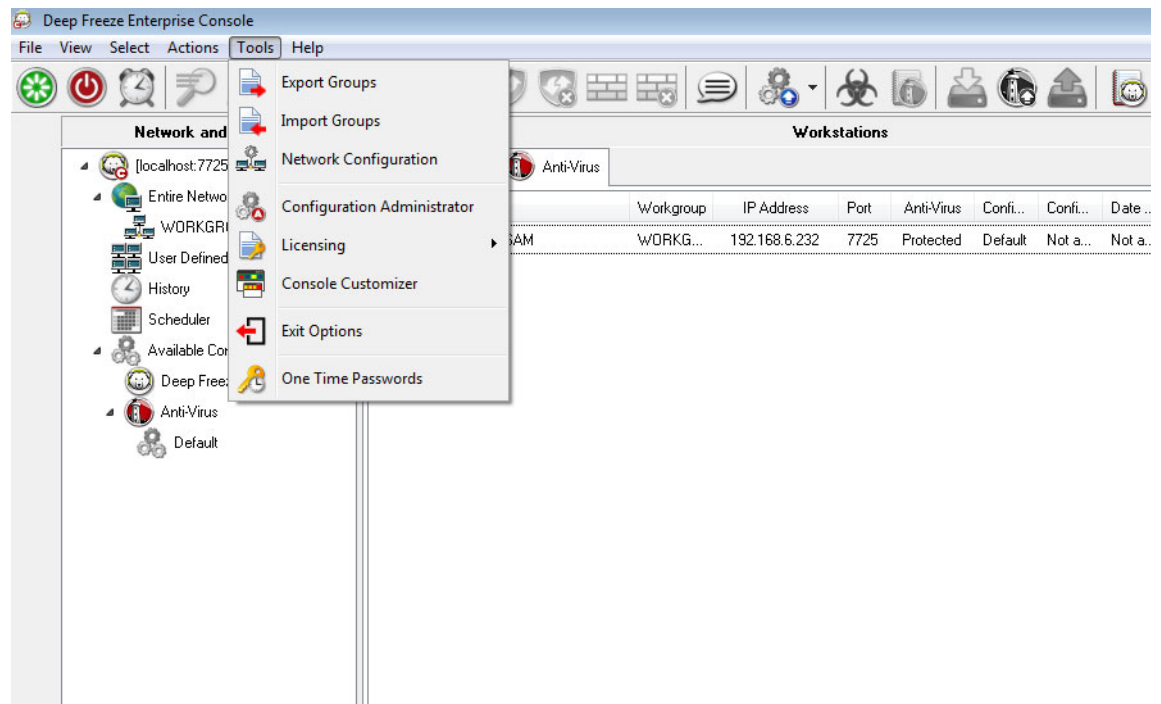 Deep Freeze Enterprise Console
File View Select Actions Tools Help
Export Groups
Import Groups
Network Configuration
Configuration Administrator
Licensing
Console Customizer
Exit Options
One Time Passwords
Network and
[localhost:7725
Entire Netwo
WORKGR
User Defined
History
Scheduler
Available Cor
Deep Free
Anti-Virus
Default
Workstations
Anti-Virus
Workgroup IP Address Port Anti-Virus Confi... Confi... Date ...
SAM WORKG... 192.168.6.232 7725 Protected Default Not a... Not a...